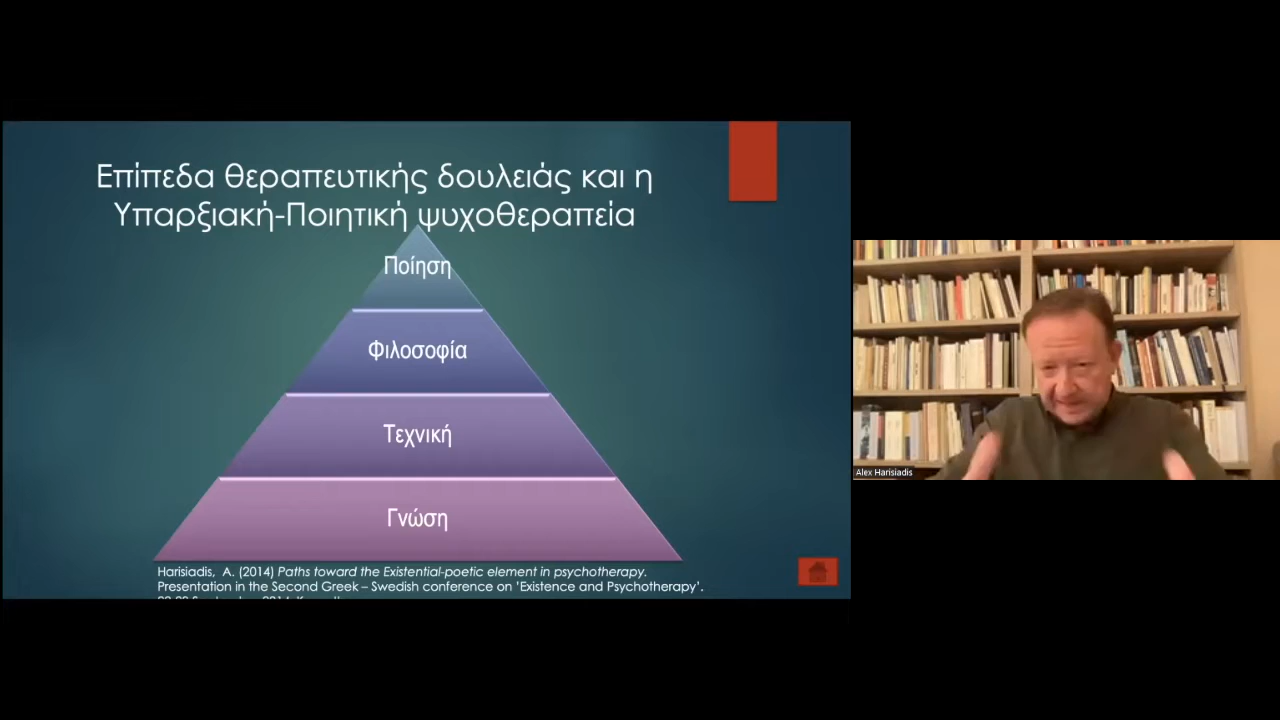 Επίπεδα θεραπευτικής δουλειάς και η
Υπαρξιακή-Ποιητική ψυχοθεραπεία
Ποίηση
Φιλοσοφία
Τεχνική
Γνώση
Harisiadis, A. (2014) Paths toward the Existential-poetic element in psychotherapy.
Presentation in the Second Greek – Swedish conference on 'Existence and Psychotherapy'.
Alex Harisiadis